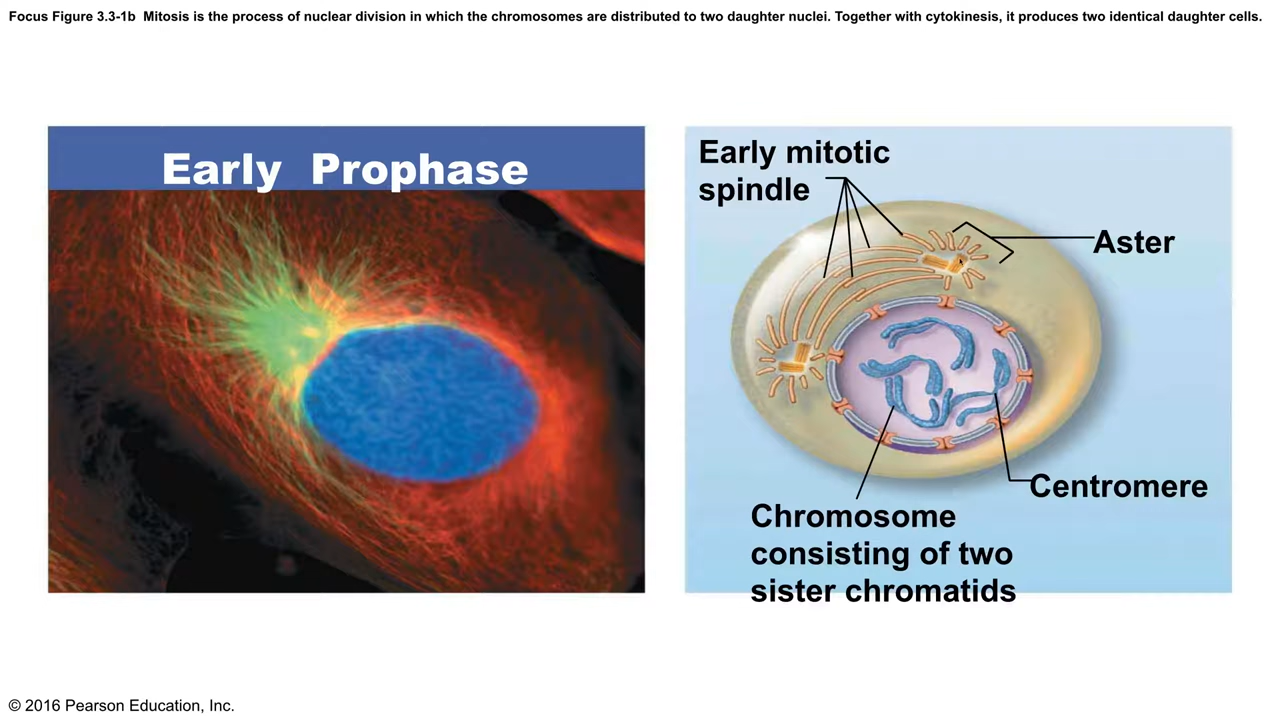 Focus Figure 3.3-1b  Mitosis is the process of nuclear division in which the chromosomes are distributed to two daughter nuclei. Together with cytokinesis, it produces two identical daughter cells.
Early Prophase
Early mitotic
spindle
Aster
Centromere
Chromosome
consisting of two
sister chromatids
© 2016 Pearson Education, Inc.